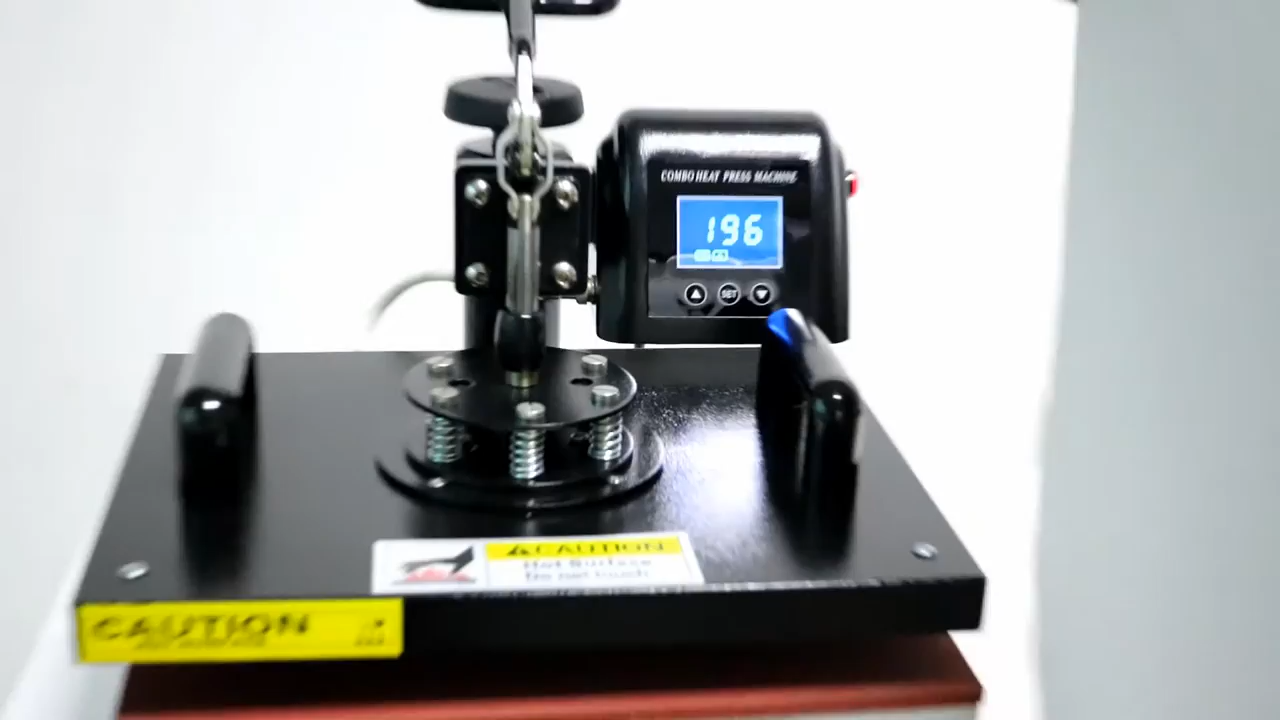 COMBO HEAT PRESS MACHINE
196
SET
CAUTION
Hot Surface
Do not touch
CAUTION